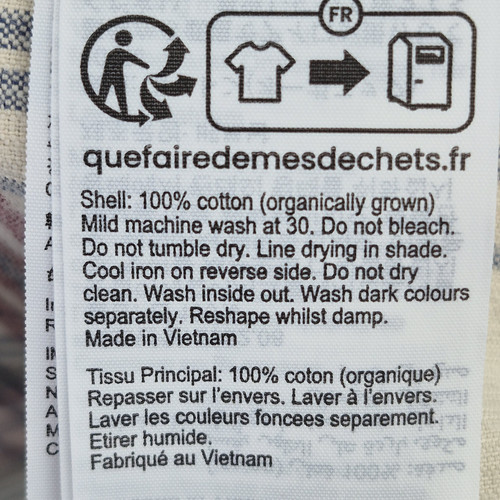 FR
quefairedemesdechets.fr
Shell: 100% cotton (organically grown)
Mild machine wash at 30. Do not bleach.
Do not tumble dry. Line drying in shade.
Cool iron on reverse side. Do not dry
clean. Wash inside out. Wash dark colours
separately. Reshape whilst damp.
Made in Vietnam
Tissu Principal: 100% coton (organique)
Repasser sur l'envers. Laver à l'envers.
Laver les couleurs foncees separement.
Etirer humide.
Fabriqué au Vietnam